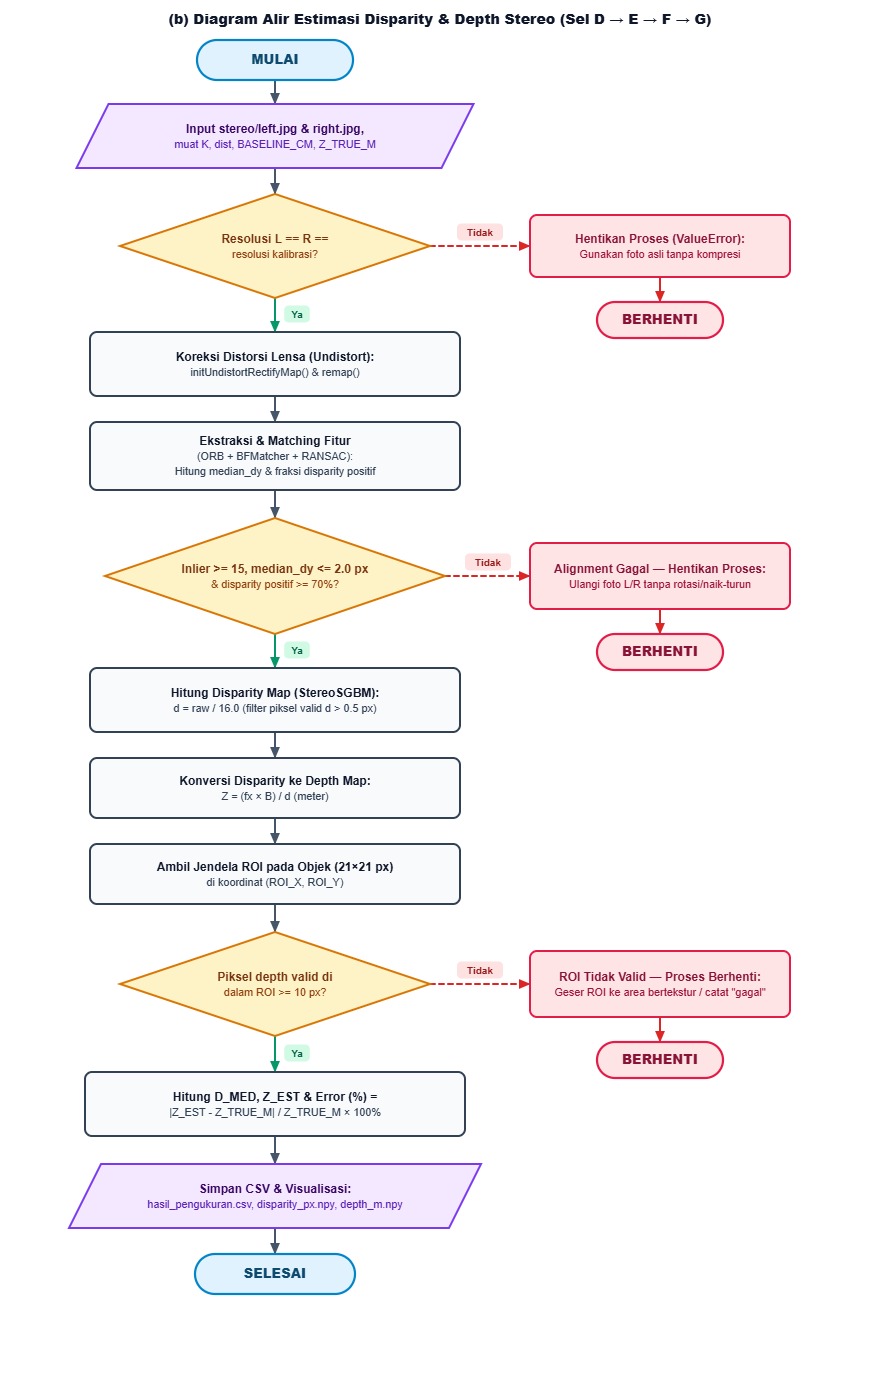 (b) Diagram Alir Estimasi Disparity & Depth Stereo (Sel D → E → F → G)
MULAI
Input stereo/left.jpg & right.jpg,
muat K, dist, BASELINE_CM, Z_TRUE_M
Resolusi L == R ==
resolusi kalibrasi?
Tidak
Hentikan Proses (ValueError):
Gunakan foto asli tanpa kompresi
BERHENTI
Ya
Koreksi Distorsi Lensa (Undistort):
initUndistortRectifyMap() & remap()
Ekstraksi & Matching Fitur
(ORB + BFMatcher + RANSAC):
Hitung median_dy & fraksi disparity positif
Inlier >= 15, median_dy <= 2.0 px
& disparity positif >= 70%?
Tidak
Alignment Gagal — Hentikan Proses:
Ulangi foto L/R tanpa rotasi/naik-turun
BERHENTI
Ya
Hitung Disparity Map (StereoSGBM):
d = raw / 16.0 (filter piksel valid d > 0.5 px)
Konversi Disparity ke Depth Map:
Z = (fx × B) / d (meter)
Ambil Jendela ROI pada Objek (21×21 px)
di koordinat (ROI_X, ROI_Y)
Piksel depth valid di
dalam ROI >= 10 px?
Tidak
ROI Tidak Valid — Proses Berhenti:
Geser ROI ke area bertekstur / catat "gagal"
BERHENTI
Ya
Hitung D_MED, Z_EST & Error (%) =
|Z_EST - Z_TRUE_M| / Z_TRUE_M × 100%
Simpan CSV & Visualisasi:
hasil_pengukuran.csv, disparity_px.npy, depth_m.npy
SELESAI